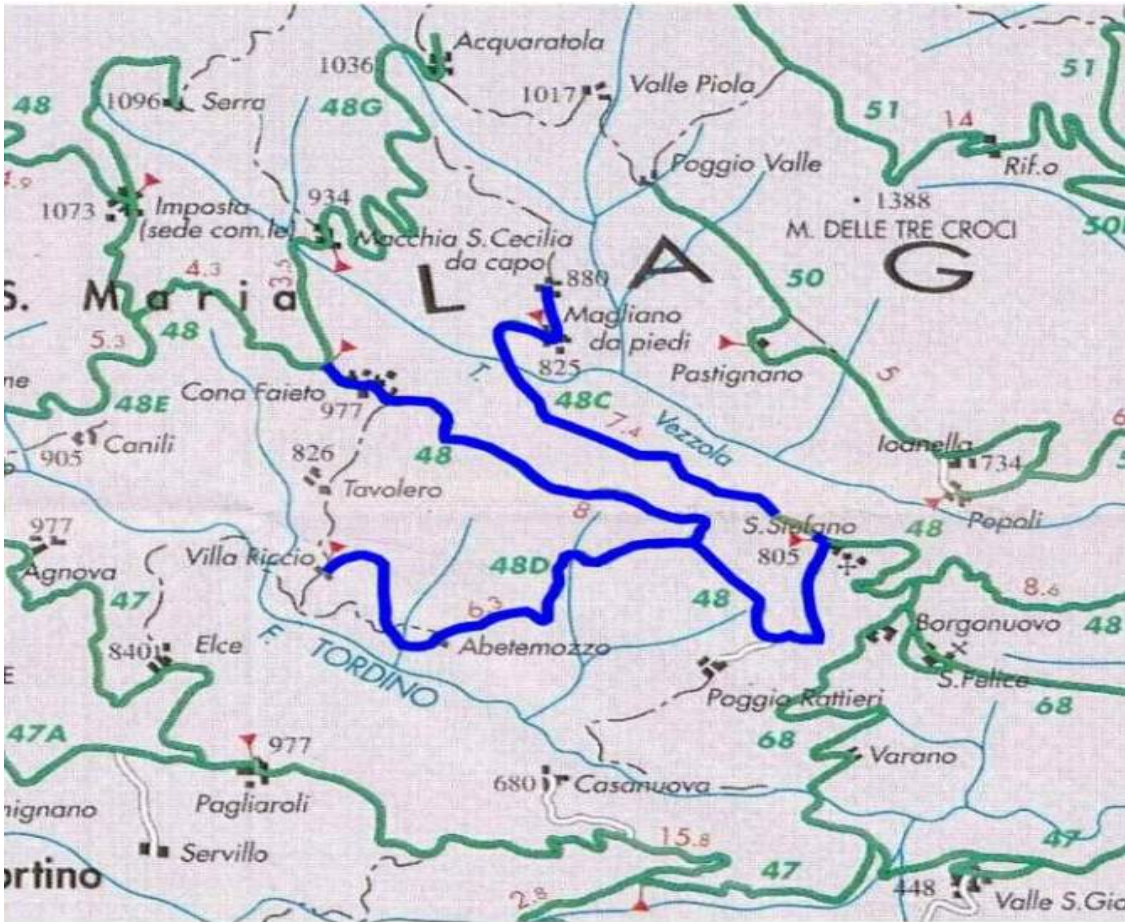 Acquaratola
1036
48
1096
Serra
48G
1017
Valle Piola
51
51
14
Rif.o
Poggio Valle
1073
Imposta
(sede com.le)
934
Macchia S.Cecilia
da capo
1388
M. DELLE TRE CROCI
L A G
50
4.3
3.5
S. Maria
880
Magliano
da piedi
825
5.3
48
T.
Vezzola
Pastignano
5
Cona Faieto
977
48C
7.4
48E
Canili
905
826
Tavolero
48
8
Ioanella
734
Popoli
S.Stefano
805
48
977
Agnova
Villa Riccio
48D
6.3
48
8.6
48
47
Abetemozzo
Borgonuovo
S.Felice
840
Elce
F. TORDINO
Poggio Rattieri
68
68
47A
977
Varano
Pagliaroli
680
Casanuova
Servillo
15.8
47
47
2.8
448
Valle S.Gio